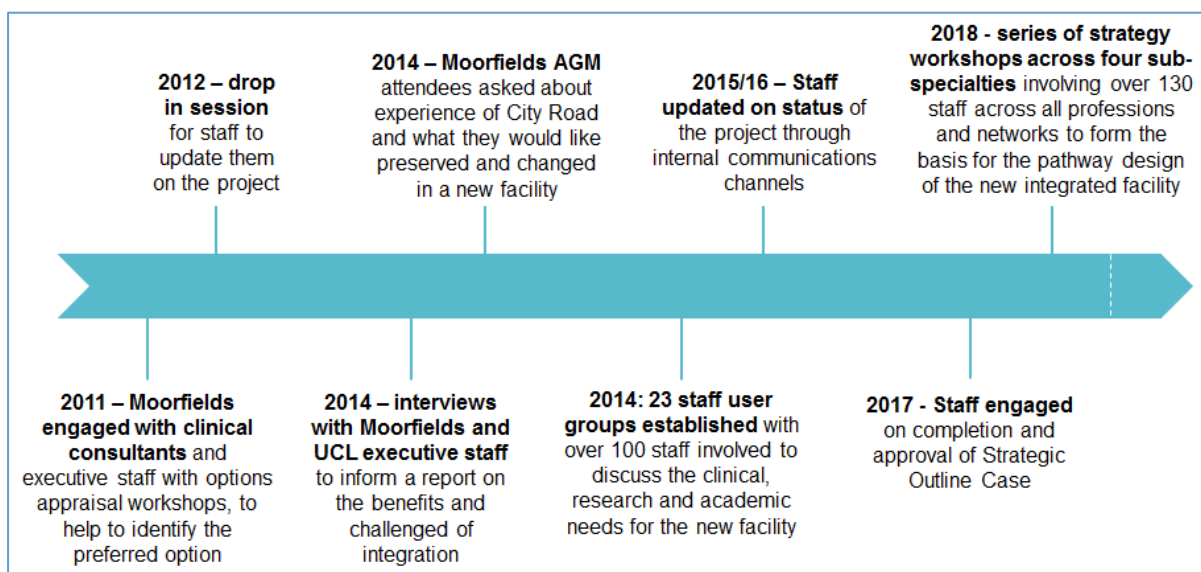 2012 – drop
in session
for staff to
update them
on the project
2014 – Moorfields AGM
attendees asked about
experience of City Road
and what they would like
preserved and changed
in a new facility
2015/16 – Staff
updated on status of
the project through
internal communications
channels
2018 - series of strategy
workshops across four sub-
specialties involving over 130
staff across all professions
and networks to form the
basis for the pathway design
of the new integrated facility
2011 – Moorfields
engaged with clinical
consultants and
executive staff with options
appraisal workshops, to
help to identify the
preferred option
2014 – interviews
with Moorfields and
UCL executive staff
to inform a report on
the benefits and
challenged of
integration
2014: 23 staff user
groups established with
over 100 staff involved to
discuss the clinical,
research and academic
needs for the new facility
2017 - Staff engaged
on completion and
approval of Strategic
Outline Case